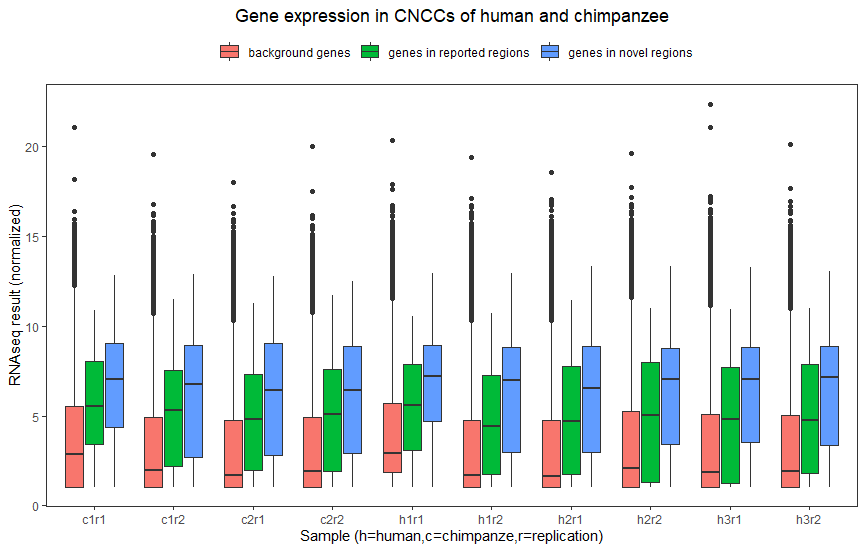 Gene expression in CNCCs of human and chimpanzee
background genes genes in reported regions genes in novel regions
RNAseq result (normalized)
20
15
10
5
0
c1r1 c1r2 c2r1 c2r2 h1r1 h1r2 h2r1 h2r2 h3r1 h3r2
Sample (h=human,c=chimpanze,r=replication)